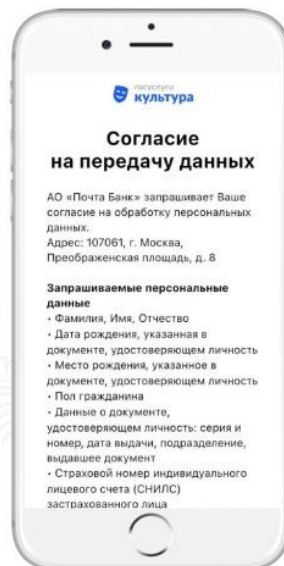 госуслуги
культура
Согласие
на передачу данных
АО «Почта Банк» запрашивает Ваше
согласие на обработку персональных
данных.
Адрес: 107061, г. Москва,
Преображенская площадь, д. 8
Запрашиваемые персональные
данные
• Фамилия, Имя, Отчество
• Дата рождения, указанная в
документе, удостоверяющем личность
• Место рождения, указанное в
документе, удостоверяющем личность
• Пол гражданина
• Данные о документе,
удостоверяющем личность: серия и
номер, дата выдачи, подразделение,
выдавшее документ
• Страховой номер индивидуального
лицевого счета (СНИЛС)
застрахованного лица